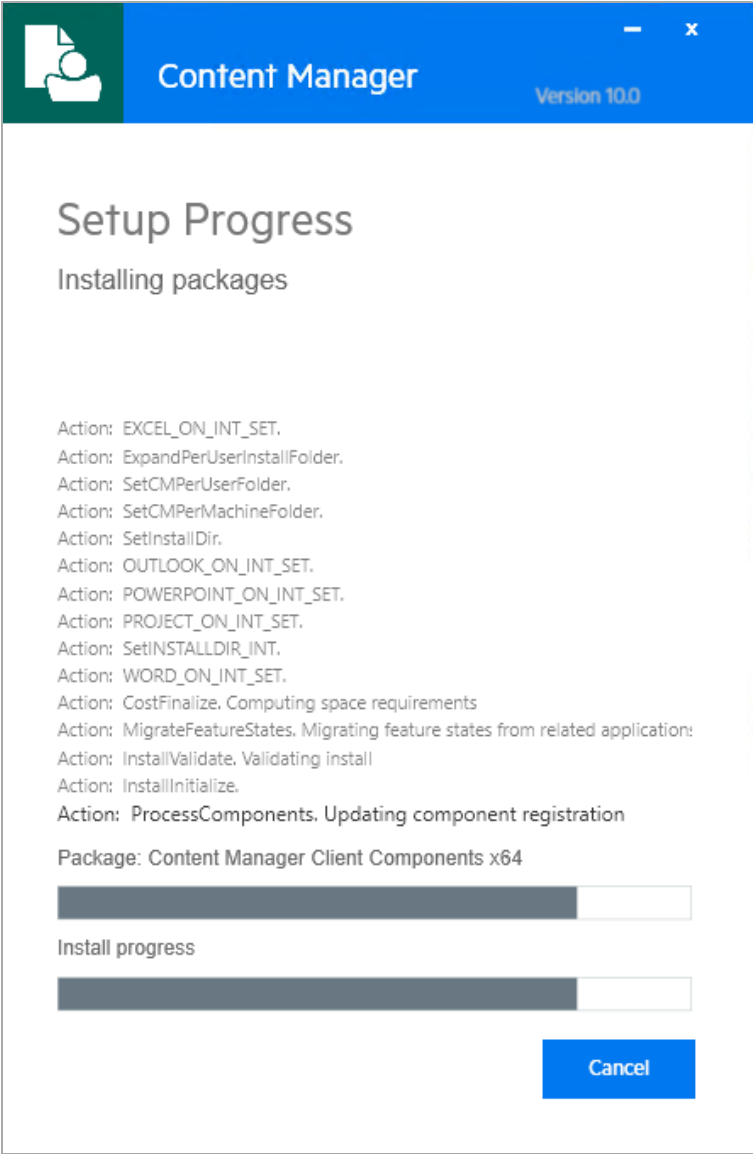 Content Manager
Version 10.0
Setup Progress
Installing packages
Action: EXCEL_ON_INT_SET.
Action: ExpandPerUserInstallFolder.
Action: SetCMPerUserFolder.
Action: SetCMPerMachineFolder.
Action: SetInstallDir.
Action: OUTLOOK_ON_INT_SET.
Action: POWERPOINT_ON_INT_SET.
Action: PROJECT_ON_INT_SET.
Action: SetINSTALLDIR_INT.
Action: WORD_ON_INT_SET.
Action: CostFinalize. Computing space requirements
Action: MigrateFeatureStates. Migrating feature states from related applications
Action: InstallValidate. Validating install
Action: InstallInitialize.
Action: ProcessComponents. Updating component registration
Package: Content Manager Client Components x64
Install progress
Cancel